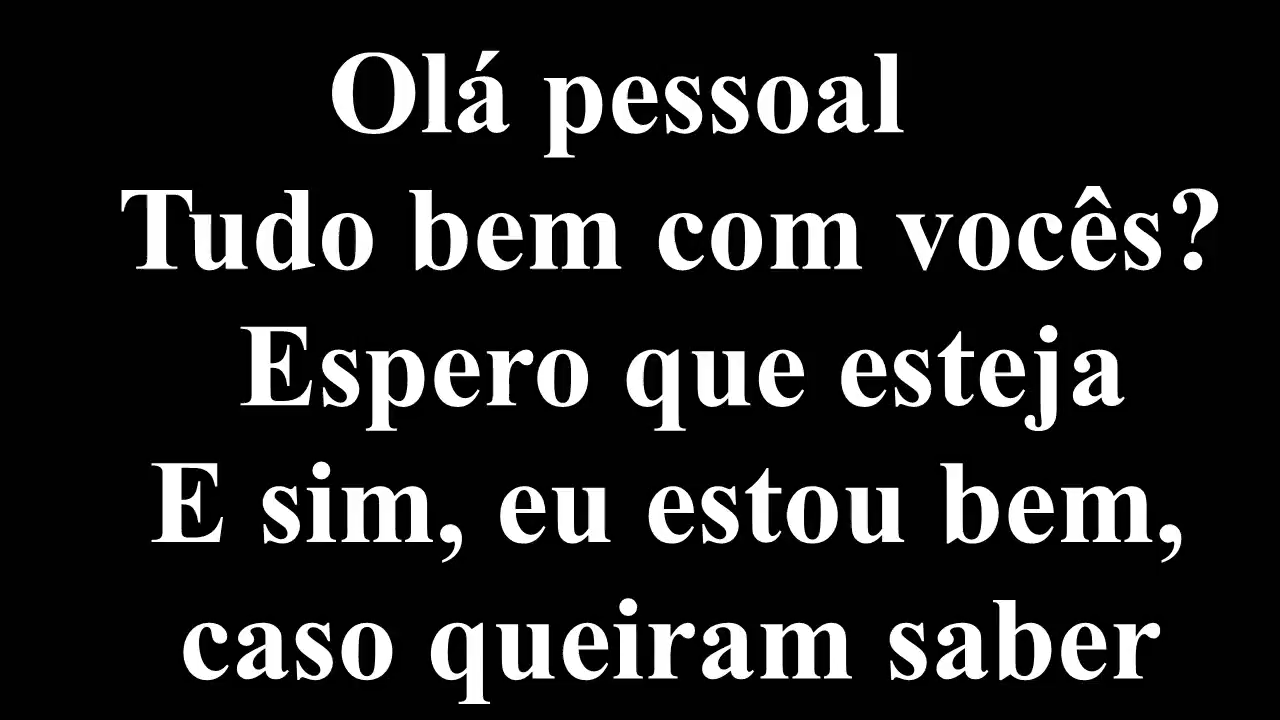 Olá pessoal
Tudo bem com vocês?
Espero que esteja
E sim, eu estou bem,
caso queiram saber